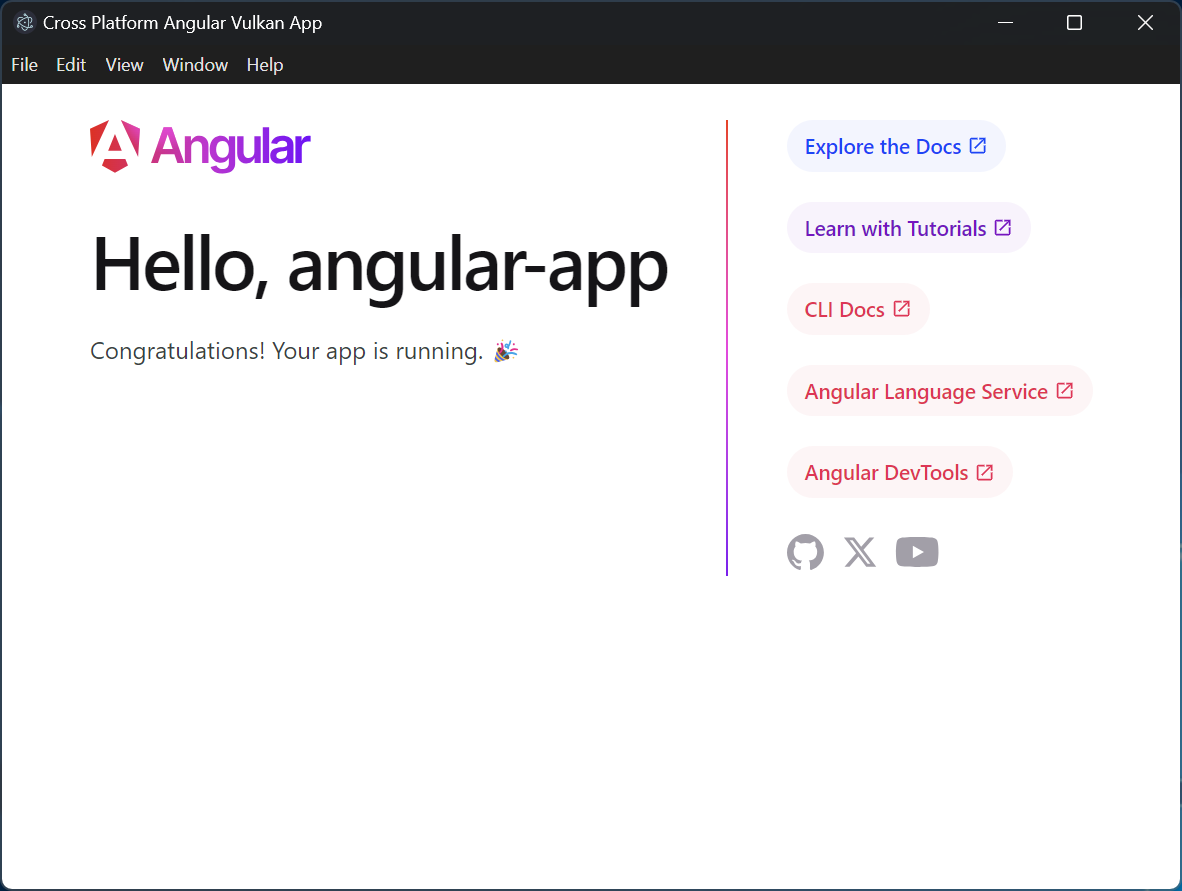 Cross Platform Angular Vulkan App
File Edit View Window Help
Angular
Hello, angular-app
Congratulations! Your app is running. 🎉
Explore the Docs
Learn with Tutorials
CLI Docs
Angular Language Service
Angular DevTools